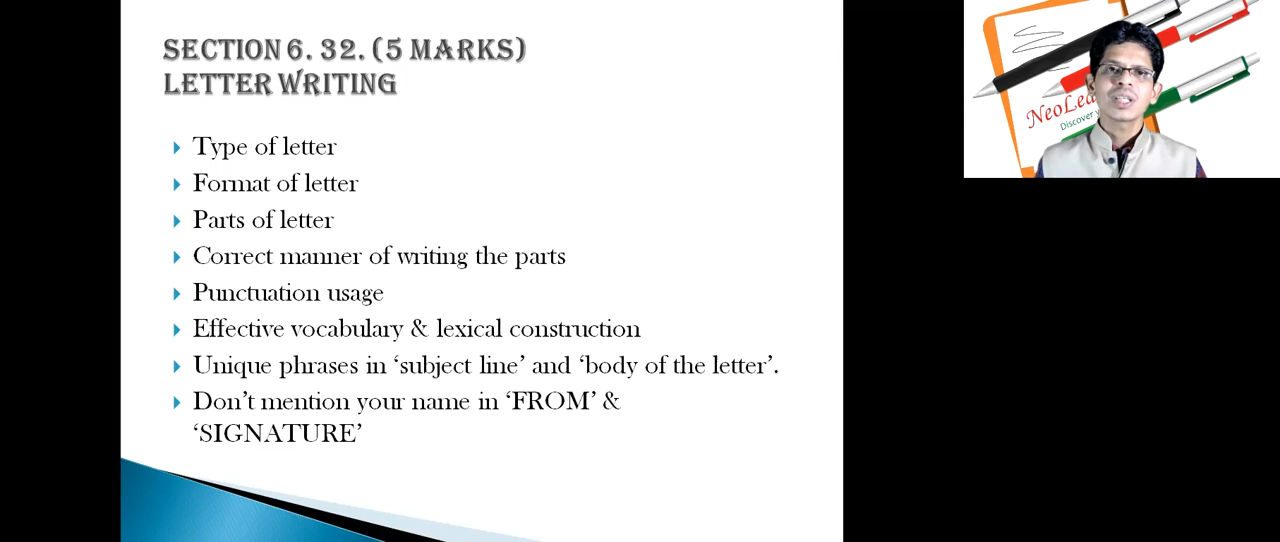 SECTION 6. 32. (5 MARKS)
LETTER WRITING
Type of letter
Format of letter
Parts of letter
Correct manner of writing the parts
Punctuation usage
Effective vocabulary & lexical construction
Unique phrases in ‘subject line’ and ‘body of the letter’.
Don’t mention your name in ‘FROM’ &
‘SIGNATURE’
Discover